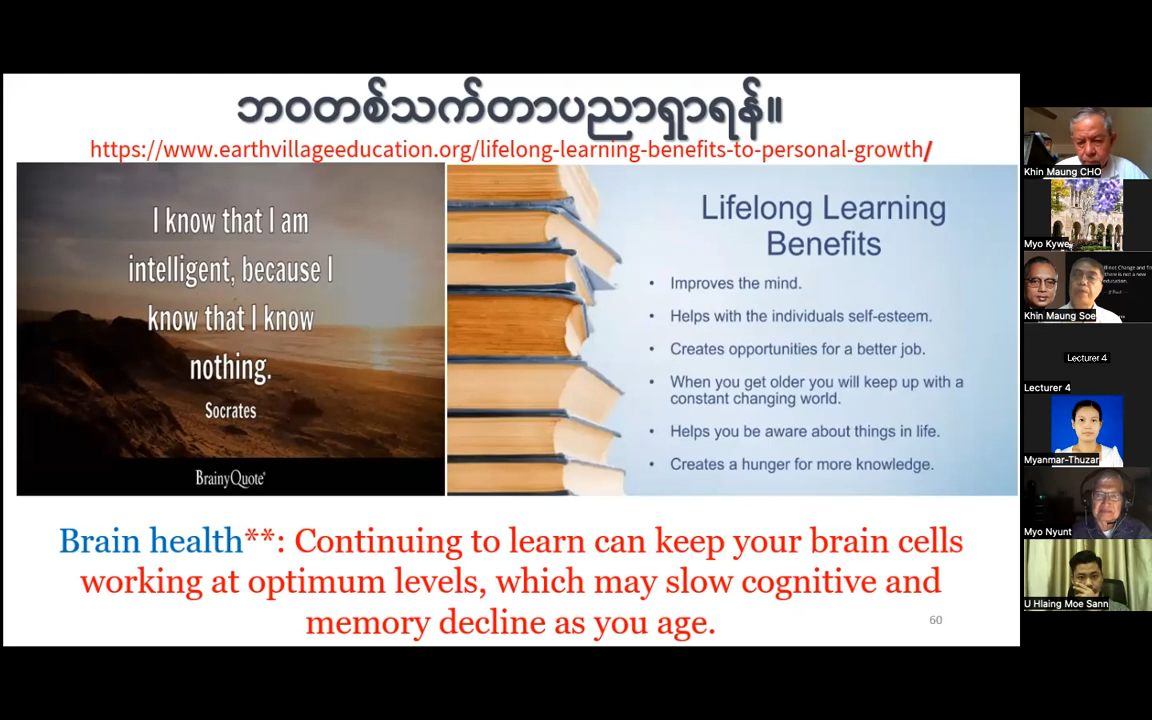 ဘဝတစ်သက်တာပညာရှာရန်။
https://www.earthvillageeducation.org/lifelong-learning-benefits-to-personal-growth/
I know that I am
intelligent, because I
know that I know
nothing.
Socrates
BrainyQuote®
Lifelong Learning
Benefits
• Improves the mind.
• Helps with the individuals self-esteem.
• Creates opportunities for a better job.
• When you get older you will keep up with a
constant changing world.
• Helps you be aware about things in life.
• Creates a hunger for more knowledge.
Brain health**: Continuing to learn can keep your brain cells
working at optimum levels, which may slow cognitive and
memory decline as you age.
60
Khin Maung CHO
Myo Kywe
Khin Maung Soe
Lecturer 4
Lecturer 4
Myanmar-Thuzar
Myo Nyunt
U Hlaing Moe Sann